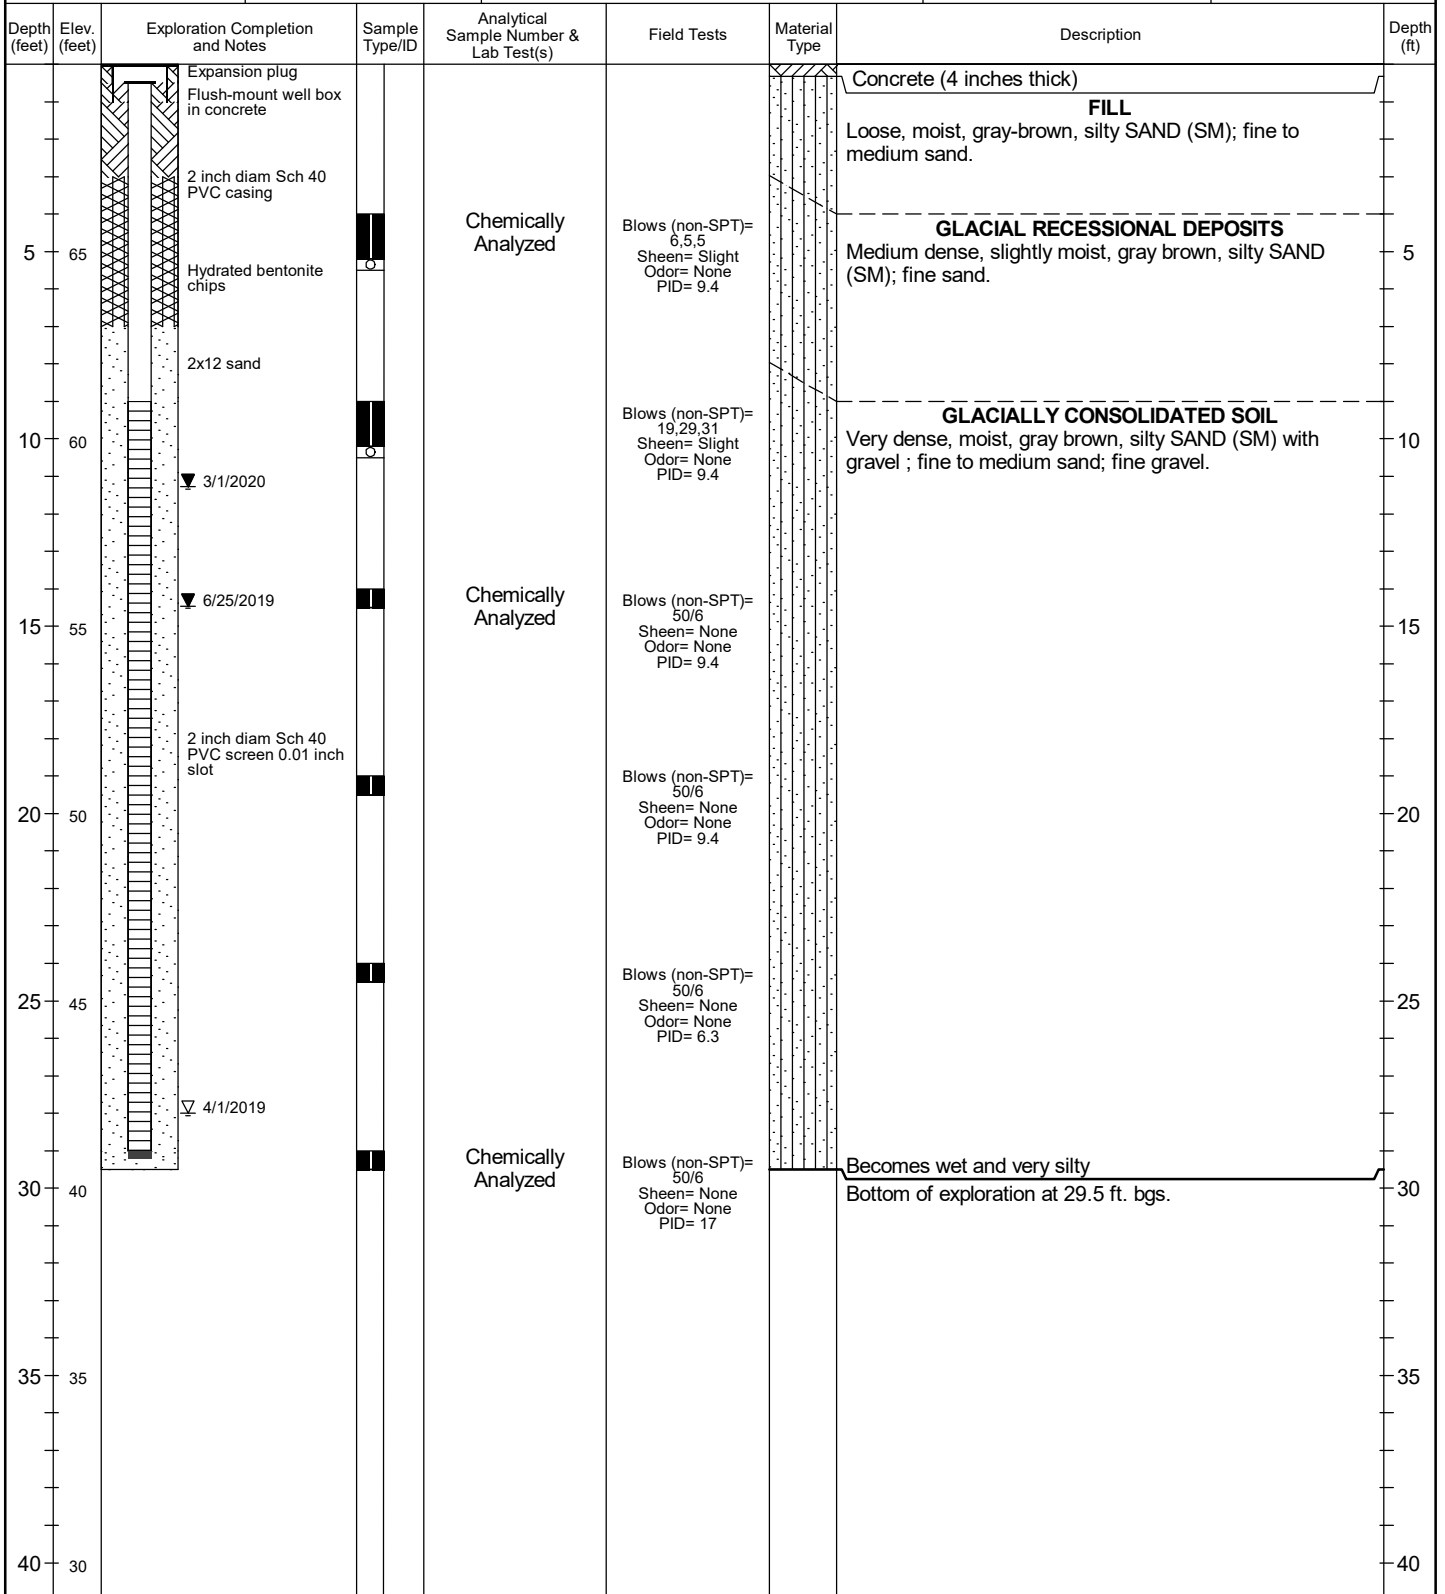 Depth
(feet)
Elev.
(feet)
Exploration Completion
and Notes
Sample
Type/ID
Analytical
Sample Number &
Lab Test(s)
Field Tests
Material
Type
Description
Depth
(ft)
Expansion plug
Flush-mount well box
in concrete
Concrete (4 inches thick)
FILL
Loose, moist, gray-brown, silty SAND (SM); fine to
medium sand.
2 inch diam Sch 40
PVC casing
Chemically
Analyzed
Blows (non-SPT)=
6,5,5
Sheen= Slight
Odor= None
PID= 9.4
GLACIAL RECESSIONAL DEPOSITS
Medium dense, slightly moist, gray brown, silty SAND
(SM); fine sand.
5
65
5
Hydrated bentonite
chips
2x12 sand
Blows (non-SPT)=
19,29,31
Sheen= Slight
Odor= None
PID= 9.4
GLACIALLY CONSOLIDATED SOIL
Very dense, moist, gray brown, silty SAND (SM) with
gravel ; fine to medium sand; fine gravel.
10
60
10
3/1/2020
6/25/2019
Chemically
Analyzed
Blows (non-SPT)=
50/6
Sheen= None
Odor= None
PID= 9.4
15
55
15
2 inch diam Sch 40
PVC screen 0.01 inch
slot
Blows (non-SPT)=
50/6
Sheen= None
Odor= None
PID= 9.4
20
50
20
Blows (non-SPT)=
50/6
Sheen= None
Odor= None
PID= 6.3
25
45
25
4/1/2019
Chemically
Analyzed
Blows (non-SPT)=
50/6
Sheen= None
Odor= None
PID= 17
Becomes wet and very silty
Bottom of exploration at 29.5 ft. bgs.
30
40
30
35
35
35
40
30
40